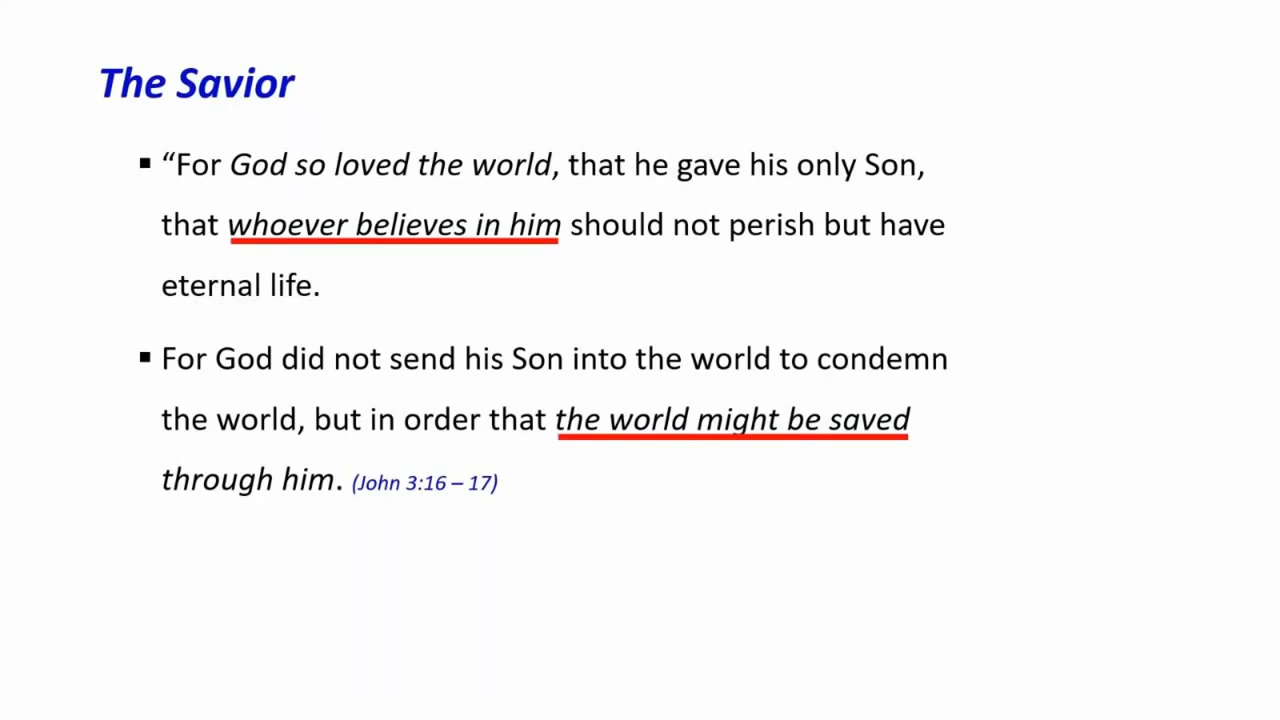 The Savior
▪ “For God so loved the world, that he gave his only Son,
that whoever believes in him should not perish but have
eternal life.
▪ For God did not send his Son into the world to condemn
the world, but in order that the world might be saved
through him. (John 3:16 – 17)